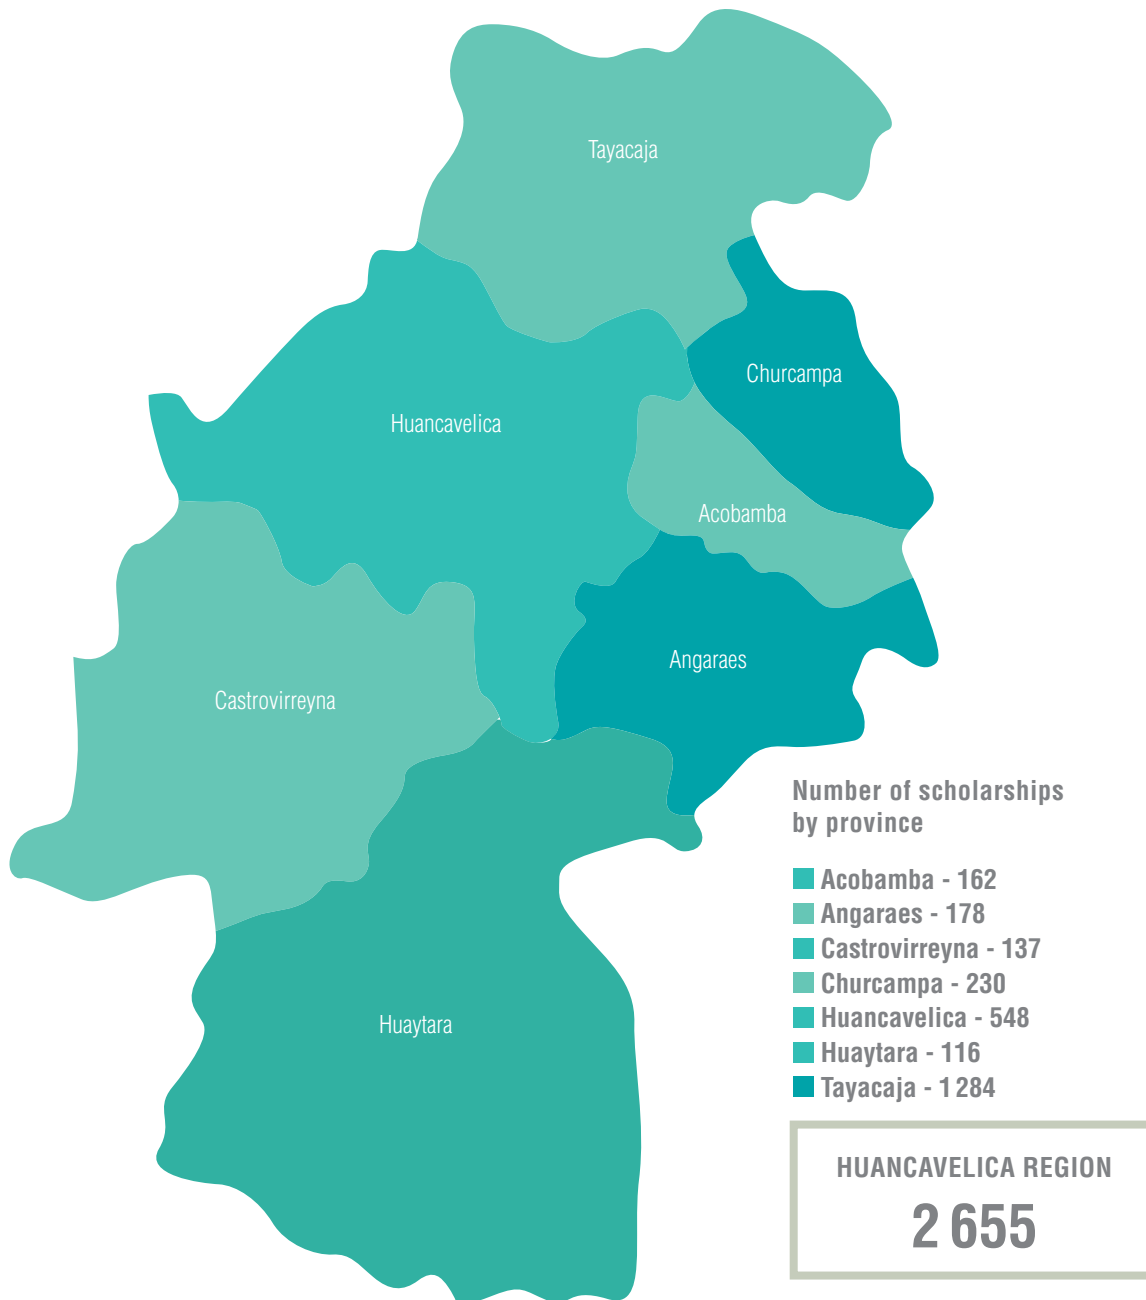 Tayacaja
Churcampa
Huancavelica
Acobamba
Angaraes
Castrovirreyna
Huaytara
Number of scholarships
by province
Acobamba - 162
Angaraes - 178
Castrovirreyna - 137
Churcampa - 230
Huancavelica - 548
Huaytara - 116
Tayacaja - 1 284
HUANCAVELICA REGION
2 655